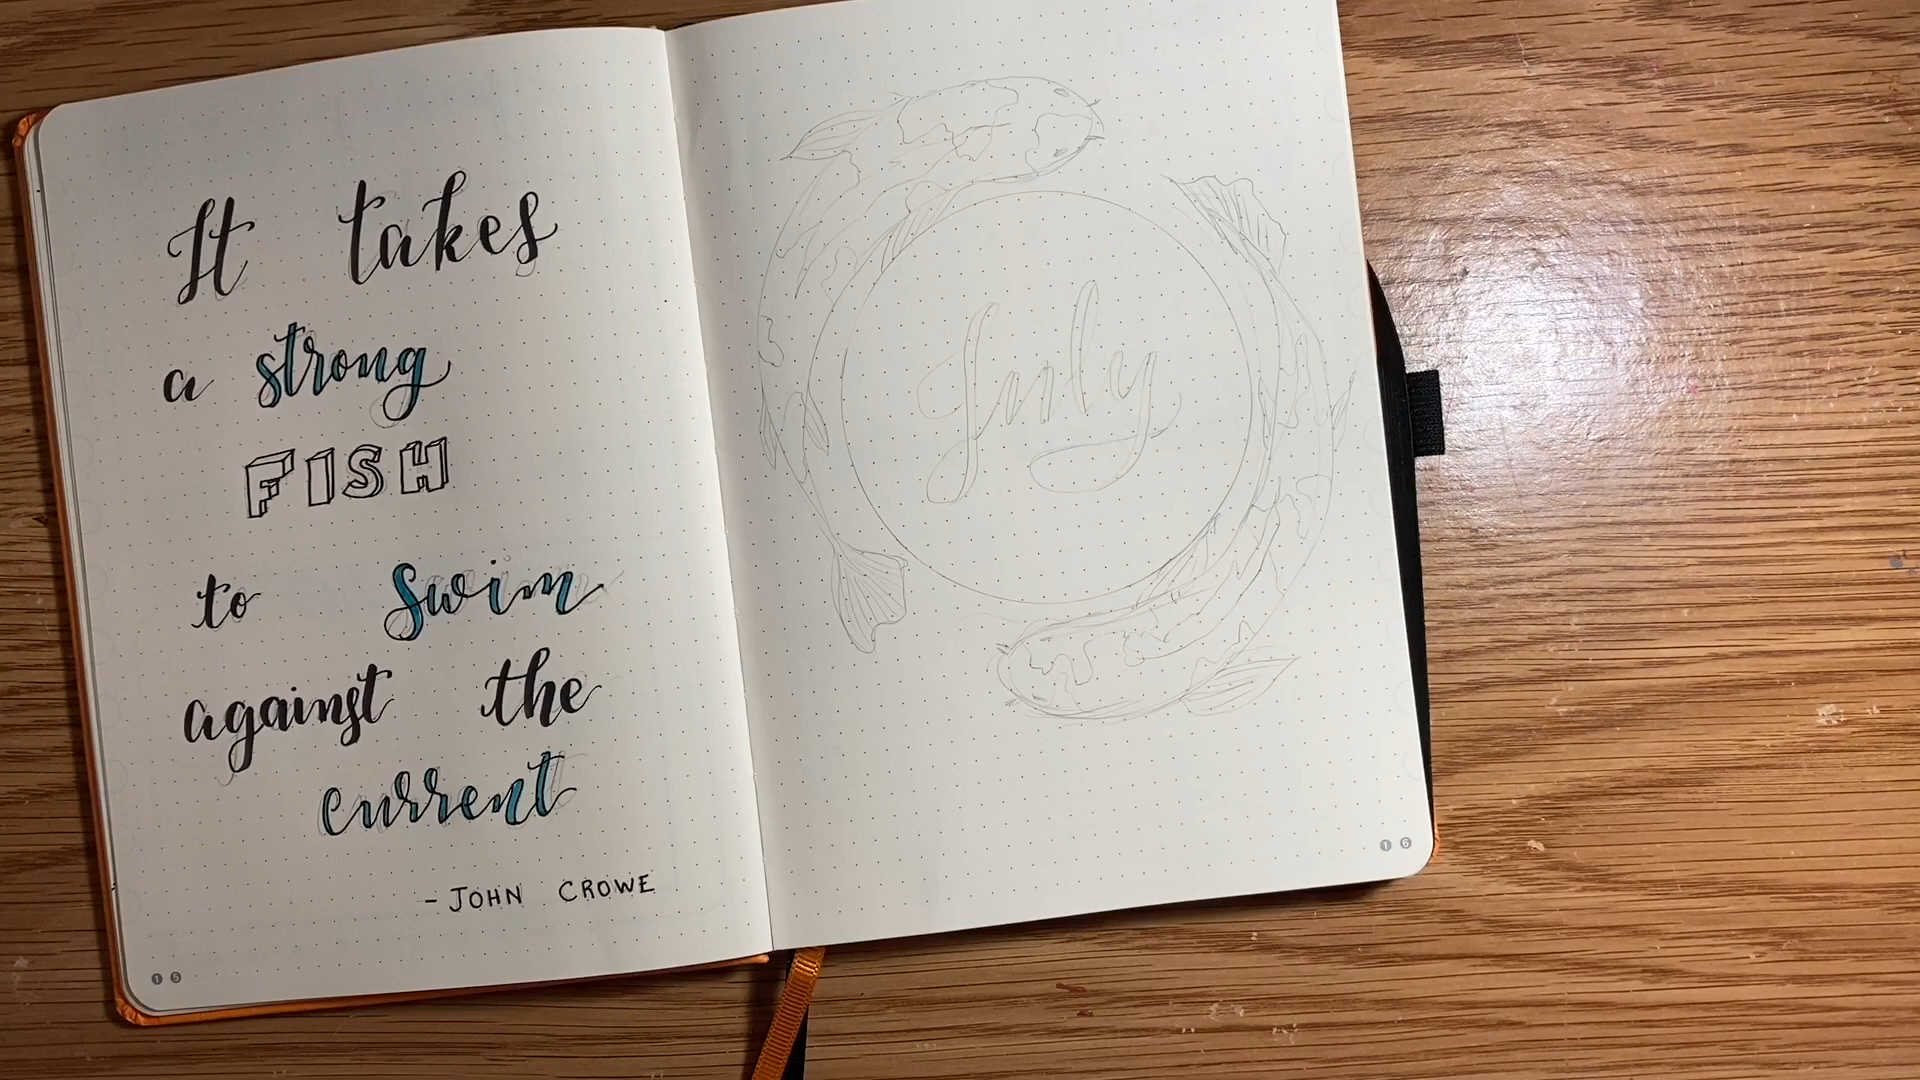 It takes
a strong
FISH
to swim
against the
current
- JOHN CROWE
15
July
16